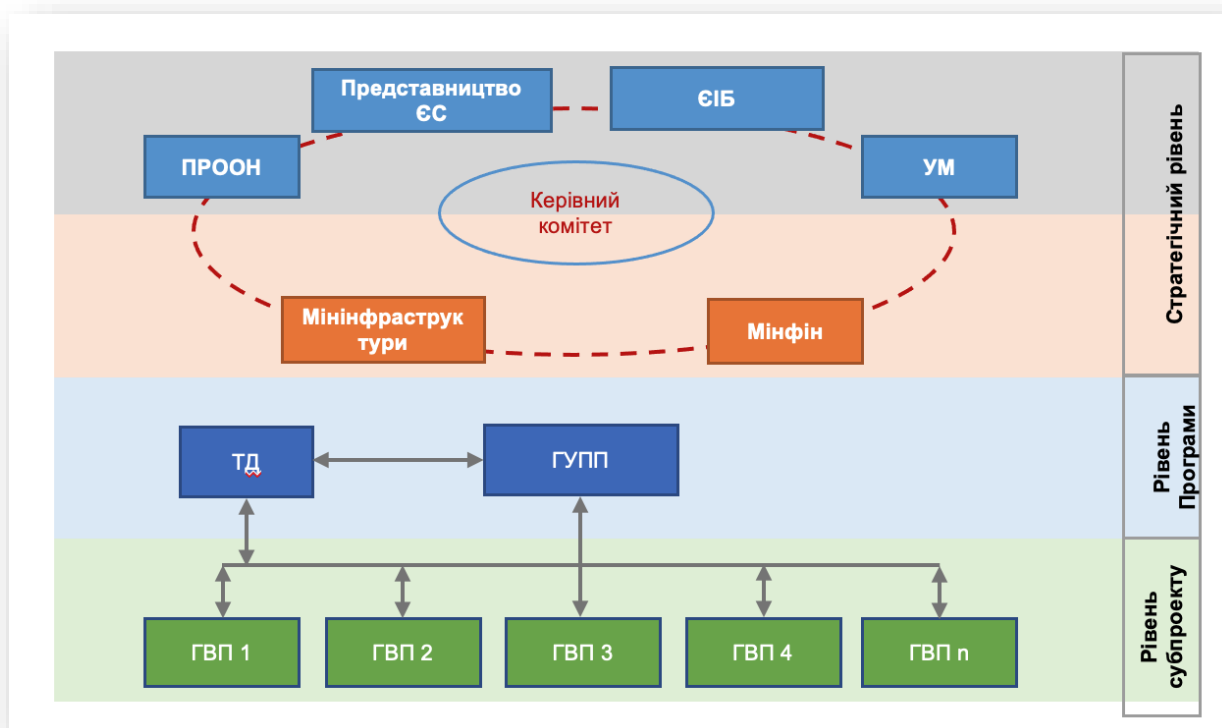 Представництво
ЄС
ЄІБ
ПРООН
УМ
Керівний
комітет
Мінінфраструк
тури
Мінфін
Стратегічний рівень
ТД
ГУПП
Рівень
Програми
ГВП 1
ГВП 2
ГВП 3
ГВП 4
ГВП n
Рівень
субпроекту